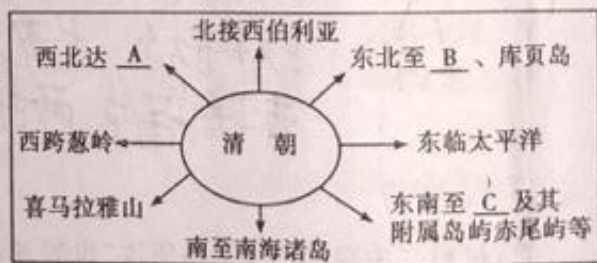 北接西伯利亚
西北达 A
东北至 B 、库页岛
西跨葱岭
清 朝
东临太平洋
喜马拉雅山
东南至 C 及其
附属岛屿赤尾屿等
南至南海诸岛